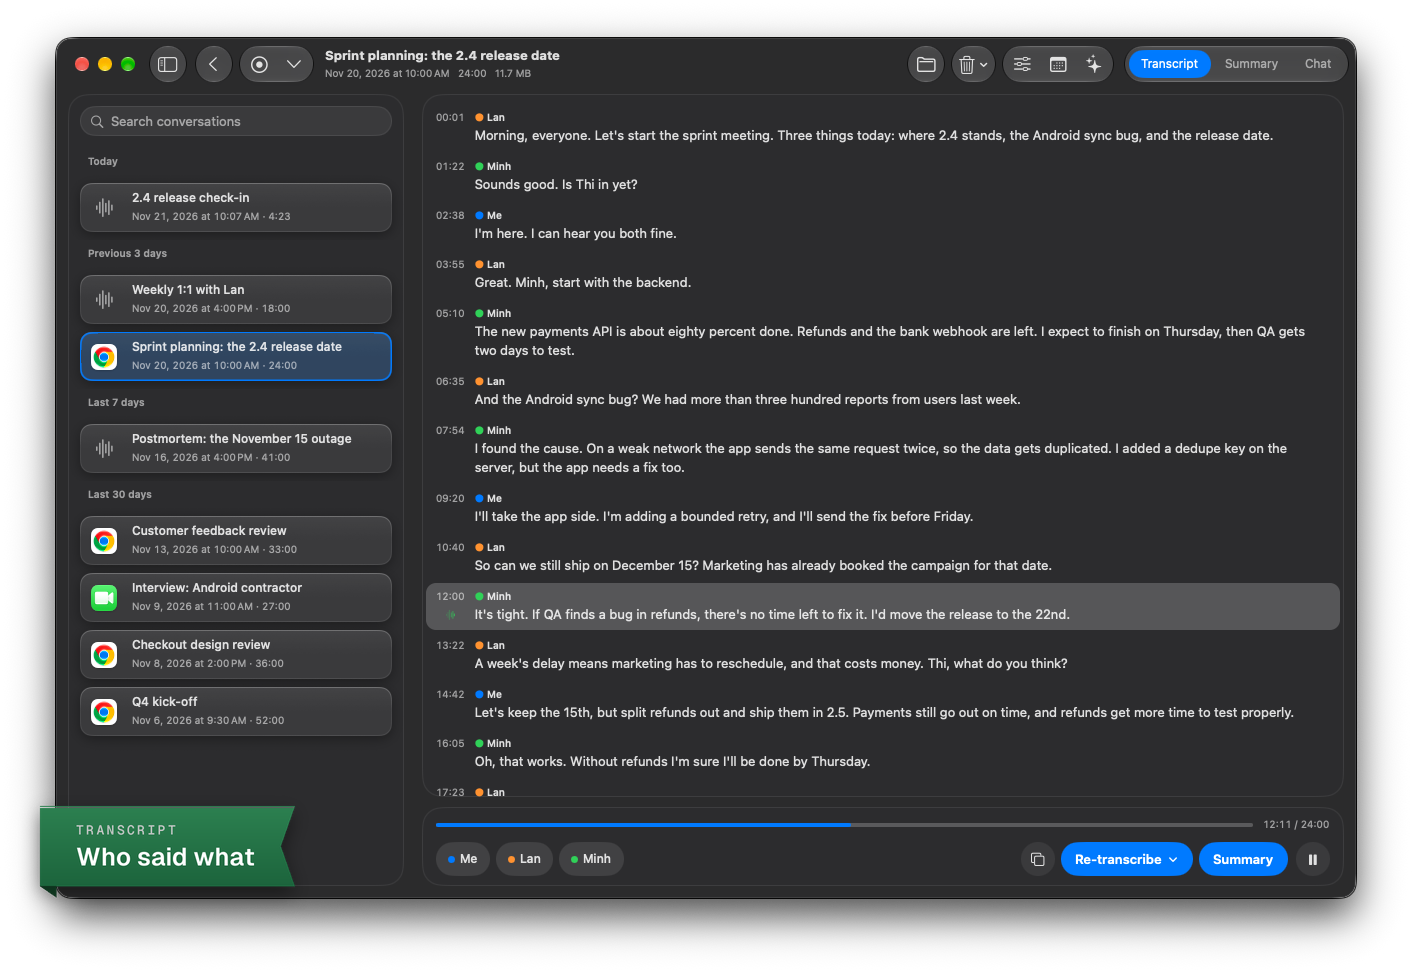 Sprint planning: the 2.4 release date
Nov 20, 2026 at 10:00 AM 24:00 11.7 MB
Transcript
Summary
Chat
Search conversations
Today
2.4 release check-in
Nov 21, 2026 at 10:07 AM · 4:23
Previous 3 days
Weekly 1:1 with Lan
Nov 20, 2026 at 4:00 PM · 18:00
Sprint planning: the 2.4 release date
Nov 20, 2026 at 10:00 AM · 24:00
Last 7 days
Postmortem: the November 15 outage
Nov 16, 2026 at 4:00 PM · 41:00
Last 30 days
Customer feedback review
Nov 13, 2026 at 10:00 AM · 33:00
Interview: Android contractor
Nov 9, 2026 at 11:00 AM · 27:00
Checkout design review
Nov 8, 2026 at 2:00 PM · 36:00
Q4 kick-off
Nov 6, 2026 at 9:30 AM · 52:00
00:01 Lan
Morning, everyone. Let's start the sprint meeting. Three things today: where 2.4 stands, the Android sync bug, and the release date.
01:22 Minh
Sounds good. Is Thi in yet?
02:38 Me
I'm here. I can hear you both fine.
03:55 Lan
Great. Minh, start with the backend.
05:10 Minh
The new payments API is about eighty percent done. Refunds and the bank webhook are left. I expect to finish on Thursday, then QA gets
two days to test.
06:35 Lan
And the Android sync bug? We had more than three hundred reports from users last week.
07:54 Minh
I found the cause. On a weak network the app sends the same request twice, so the data gets duplicated. I added a dedupe key on the
server, but the app needs a fix too.
09:20 Me
I'll take the app side. I'm adding a bounded retry, and I'll send the fix before Friday.
10:40 Lan
So can we still ship on December 15? Marketing has already booked the campaign for that date.
12:00 Minh
It's tight. If QA finds a bug in refunds, there's no time left to fix it. I'd move the release to the 22nd.
13:22 Lan
A week's delay means marketing has to reschedule, and that costs money. Thi, what do you think?
14:42 Me
Let's keep the 15th, but split refunds out and ship them in 2.5. Payments still go out on time, and refunds get more time to test properly.
16:05 Minh
Oh, that works. Without refunds I'm sure I'll be done by Thursday.
17:23 Lan
12:11 / 24:00
Me
Lan
Minh
Re-transcribe
Summary
TRANSCRIPT
Who said what